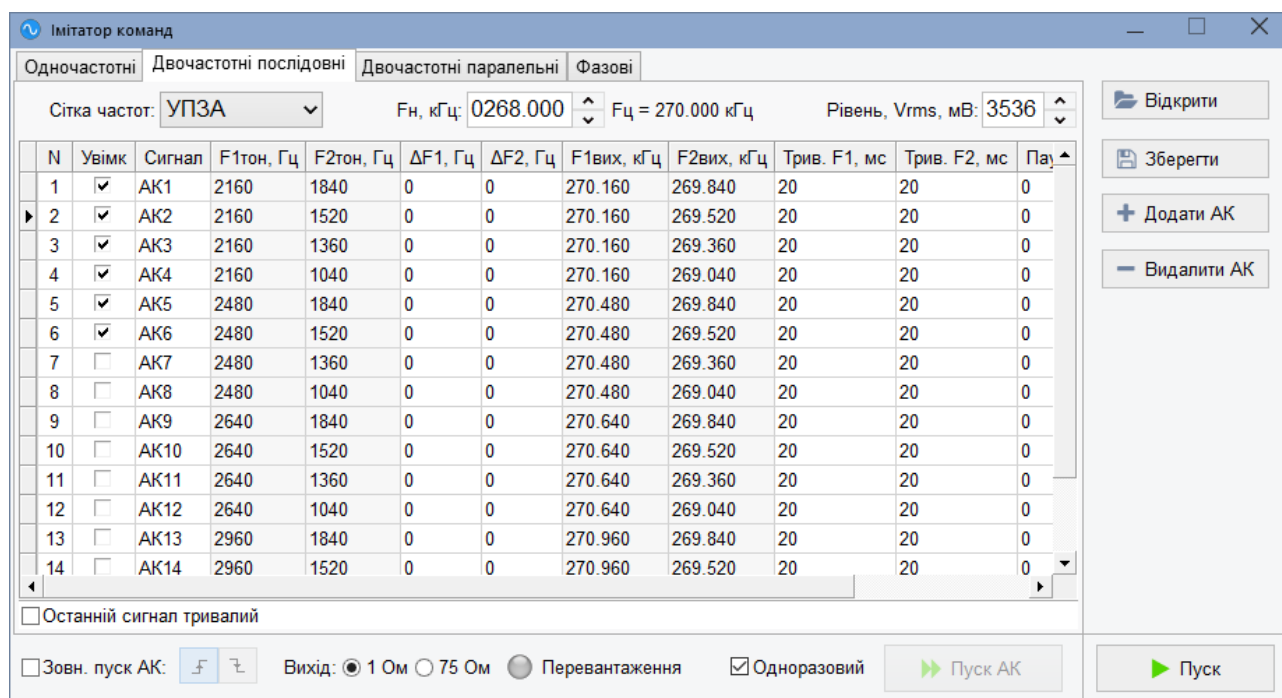 Імітатор команд
Одночастотні Двочастотні послідовні Двочастотні паралельні Фазові
Сітка частот: УПЗА Fн, кГц: 0268.000 Fц = 270.000 кГц Рівень, Vrms, мВ: 3536
N Увімк Сигнал F1тон, Гц F2тон, Гц ΔF1, Гц ΔF2, Гц F1вих, кГц F2вих, кГц Трив. F1, мс Трив. F2, мс Пау
1 АК1 2160 1840 0 0 270.160 269.840 20 20 0
2 АК2 2160 1520 0 0 270.160 269.520 20 20 0
3 АК3 2160 1360 0 0 270.160 269.360 20 20 0
4 АК4 2160 1040 0 0 270.160 269.040 20 20 0
5 АК5 2480 1840 0 0 270.480 269.840 20 20 0
6 АК6 2480 1520 0 0 270.480 269.520 20 20 0
7 АК7 2480 1360 0 0 270.480 269.360 20 20 0
8 АК8 2480 1040 0 0 270.480 269.040 20 20 0
9 АК9 2640 1840 0 0 270.640 269.840 20 20 0
10 АК10 2640 1520 0 0 270.640 269.520 20 20 0
11 АК11 2640 1360 0 0 270.640 269.360 20 20 0
12 АК12 2640 1040 0 0 270.640 269.040 20 20 0
13 АК13 2960 1840 0 0 270.960 269.840 20 20 0
14 АК14 2960 1520 0 0 270.960 269.520 20 20 0
Останній сигнал тривалий
Зовн. пуск АК: Вихід: 1 Ом 75 Ом Перевантаження Одноразовий Пуск АК
Відкрити
Зберегти
Додати АК
Видалити АК
Пуск